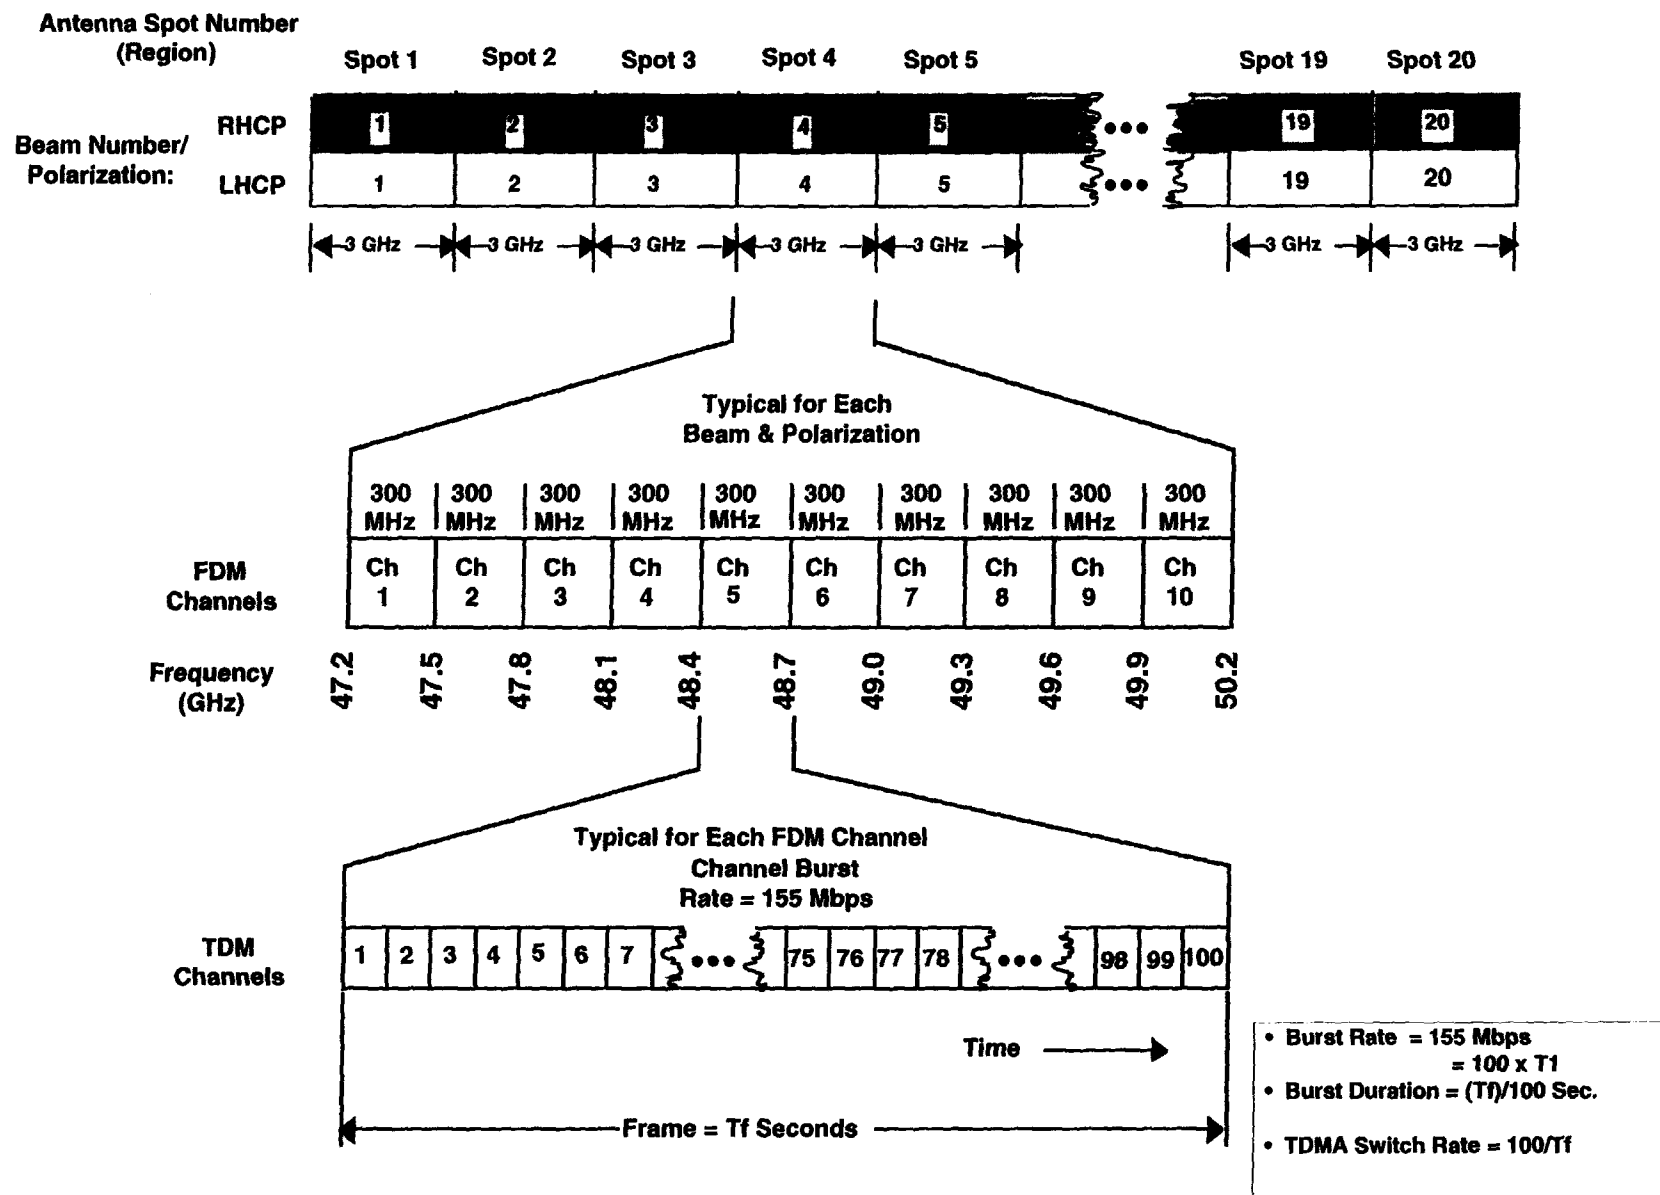 Antenna Spot Number
(Region)
Spot 1 Spot 2 Spot 3 Spot 4 Spot 5 Spot 19 Spot 20
Beam Number/
Polarization:
RHCP 1 2 3 4 5 ••• 19 20
LHCP 1 2 3 4 5 ••• 19 20
3 GHz 3 GHz 3 GHz 3 GHz 3 GHz 3 GHz 3 GHz
Typical for Each
Beam & Polarization
300 300 300 300 300 300 300 300 300 300
MHz MHz MHz MHz MHz MHz MHz MHz MHz MHz
FDM
Channels
Ch Ch Ch Ch Ch Ch Ch Ch Ch Ch
1 2 3 4 5 6 7 8 9 10
Frequency
(GHz)
47.2 47.5 47.8 48.1 48.4 48.7 49.0 49.3 49.6 49.9 50.2
Typical for Each FDM Channel
Channel Burst
Rate = 155 Mbps
TDM
Channels
1 2 3 4 5 6 7 ••• 75 76 77 78 ••• 98 99 100
Time
Frame = Tf Seconds
• Burst Rate = 155 Mbps
= 100 x T1
• Burst Duration = (Tf)/100 Sec.
• TDMA Switch Rate = 100/Tf